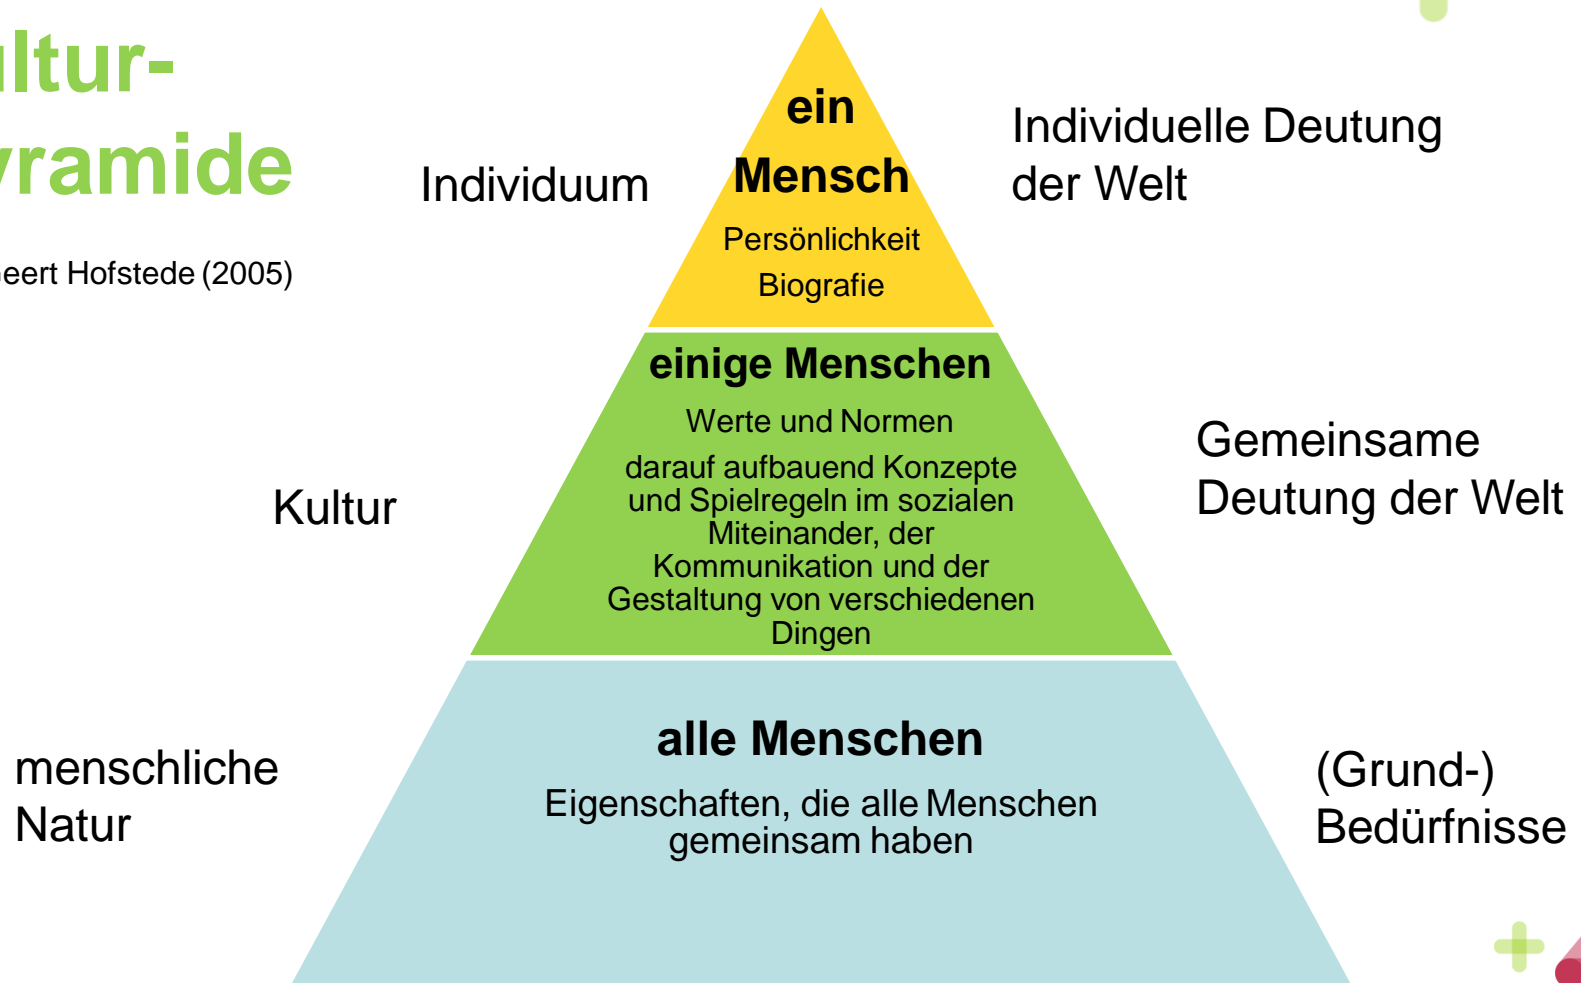 ultur-
yramide
eert Hofstede (2005)
Individuum
ein
Mensch
Persönlichkeit
Biografie
Individuelle Deutung
der Welt
Kultur
einige Menschen
Werte und Normen
darauf aufbauend Konzepte
und Spielregeln im sozialen
Miteinander, der
Kommunikation und der
Gestaltung von verschiedenen
Dingen
Gemeinsame
Deutung der Welt
menschliche
Natur
alle Menschen
Eigenschaften, die alle Menschen
gemeinsam haben
(Grund-)
Bedürfnisse